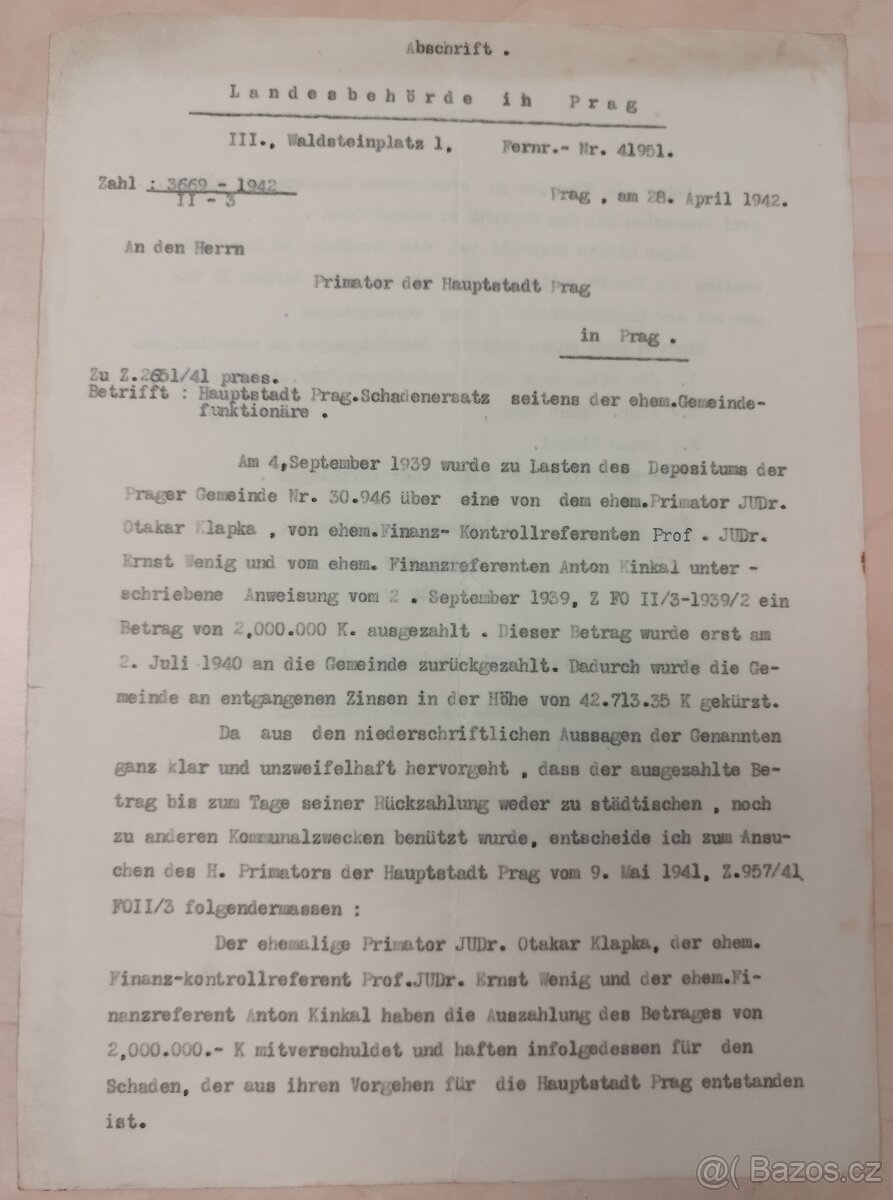 Abschrift .
Landesbehörde ih Prag
III., Waldsteinplatz 1, Fernr.- Nr. 41951.
Zahl : 3669 - 1942
II - 3
Prag , am 28. April 1942.
An den Herrn
Primator der Hauptstadt Prag
in Prag .
Zu Z.2651/41 praes.
Betrifft : Hauptstadt Prag.Schadenersatz seitens der ehem.Gemeinde-
funktionäre .
Am 4,September 1939 wurde zu Lasten des Depositums der
Prager Gemeinde Nr. 30.946 über eine von dem ehem.Primator JUDr.
Otakar Klapka , von ehem.Finanz- Kontrollreferenten Prof . JUDr.
Ernst Wenig und vom ehem. Finanzreferenten Anton Kinkal unter -
schriebene Anweisung vom 2 . September 1939, Z FO II/3-1939/2 ein
Betrag von 2,000.000 K. ausgezahlt . Dieser Betrag wurde erst am
2. Juli 1940 an die Gemeinde zurückgezahlt. Dadurch wurde die Ge-
meinde an entgangenen Zinsen in der Höhe von 42.713.35 K gekürzt.
Da aus den niederschriftlichen Aussagen der Genannten
ganz klar und unzweifelhaft hervorgeht , dass der ausgezahlte Be-
trag bis zum Tage seiner Rückzahlung weder zu städtischen , noch
zu anderen Kommunalzwecken benützt wurde, entscheide ich zum Ansu-
chen des H. Primators der Hauptstadt Prag vom 9. Mai 1941, Z.957/41
FOII/3 folgendermassen :
Der ehemalige Primator JUDr. Otakar Klapka, der ehem.
Finanz-kontrollreferent Prof.JUDr. Ernst Wenig und der ehem.Fi-
nanzreferent Anton Kinkal haben die Auszahlung des Betrages von
2,000.000.- K mitverschuldet und haften infolgedessen für den
Schaden, der aus ihren Vorgehen für die Hauptstadt Prag entstanden
ist.
@( Bazos.cz